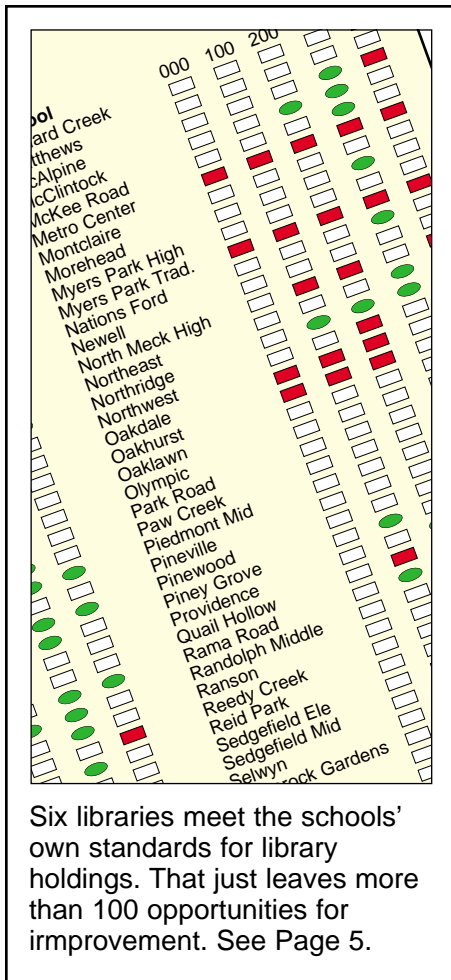 000 100 200
ool
ard Creek
tthews
cAlpine
cClintock
McKee Road
Metro Center
Montclaire
Morehead
Myers Park High
Myers Park Trad.
Nations Ford
Newell
North Meck High
Northeast
Northridge
Northwest
Oakdale
Oakhurst
Oaklawn
Olympic
Park Road
Paw Creek
Piedmont Mid
Pineville
Pinewood
Piney Grove
Providence
Quail Hollow
Rama Road
Randolph Middle
Ranson
Reedy Creek
Reid Park
Sedgefield Ele
Sedgefield Mid
Selwyn
rock Gardens
Six libraries meet the schools’
own standards for library
holdings. That just leaves more
than 100 opportunities for
irmprovement. See Page 5.